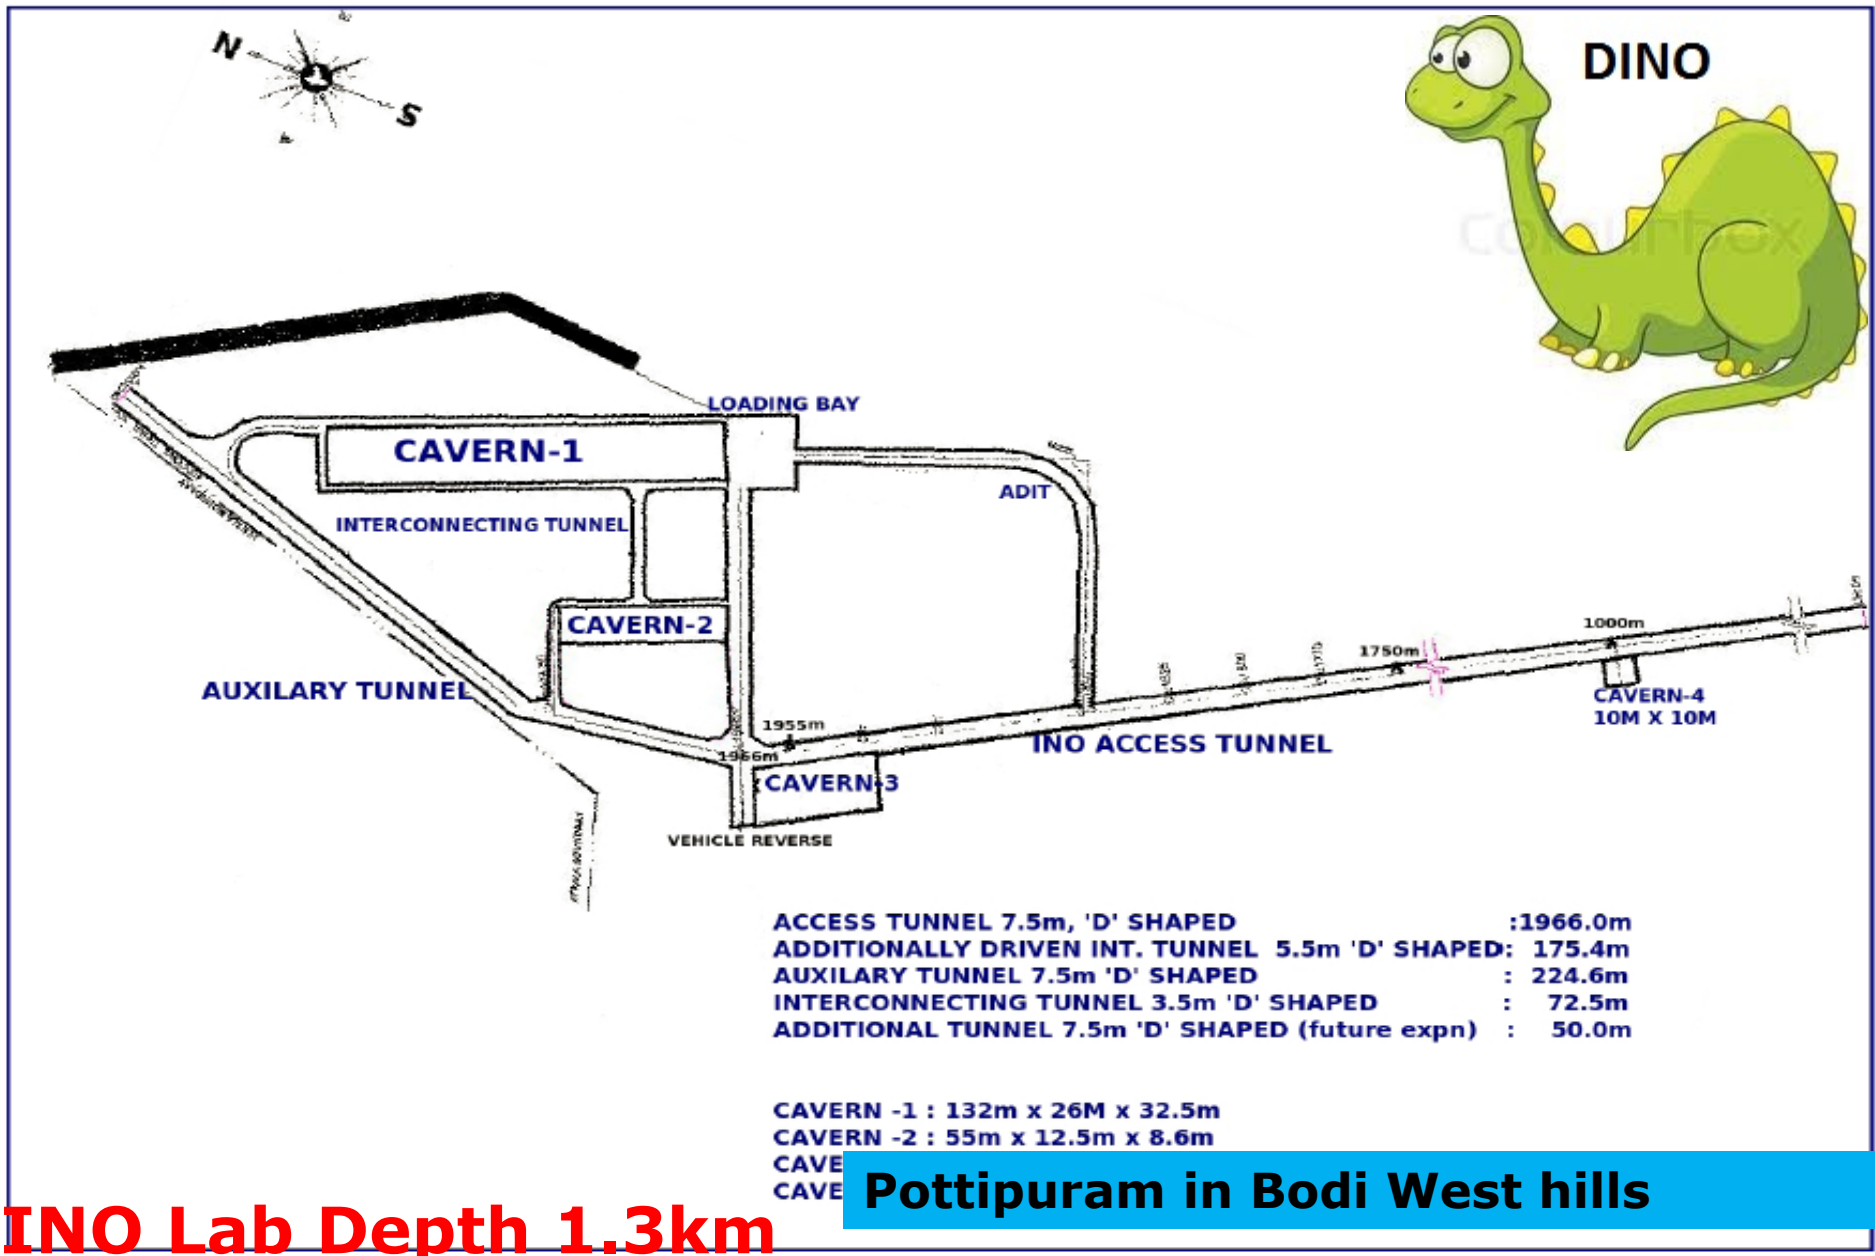 N
S
DINO
Colourbox
LOADING BAY
CAVERN-1
ADIT
INTERCONNECTING TUNNEL
CAVERN-2
1000m
1750m
AUXILARY TUNNEL
CAVERN-4
10M X 10M
1955m
INO ACCESS TUNNEL
1966m
CAVERN-3
VEHICLE REVERSE
ACCESS TUNNEL 7.5m, 'D' SHAPED :1966.0m
ADDITIONALLY DRIVEN INT. TUNNEL 5.5m 'D' SHAPED: 175.4m
AUXILARY TUNNEL 7.5m 'D' SHAPED : 224.6m
INTERCONNECTING TUNNEL 3.5m 'D' SHAPED : 72.5m
ADDITIONAL TUNNEL 7.5m 'D' SHAPED (future expn) : 50.0m
CAVERN -1 : 132m x 26M x 32.5m
CAVERN -2 : 55m x 12.5m x 8.6m
CAVE
CAVE
Pottipuram in Bodi West hills
INO Lab Depth 1.3km